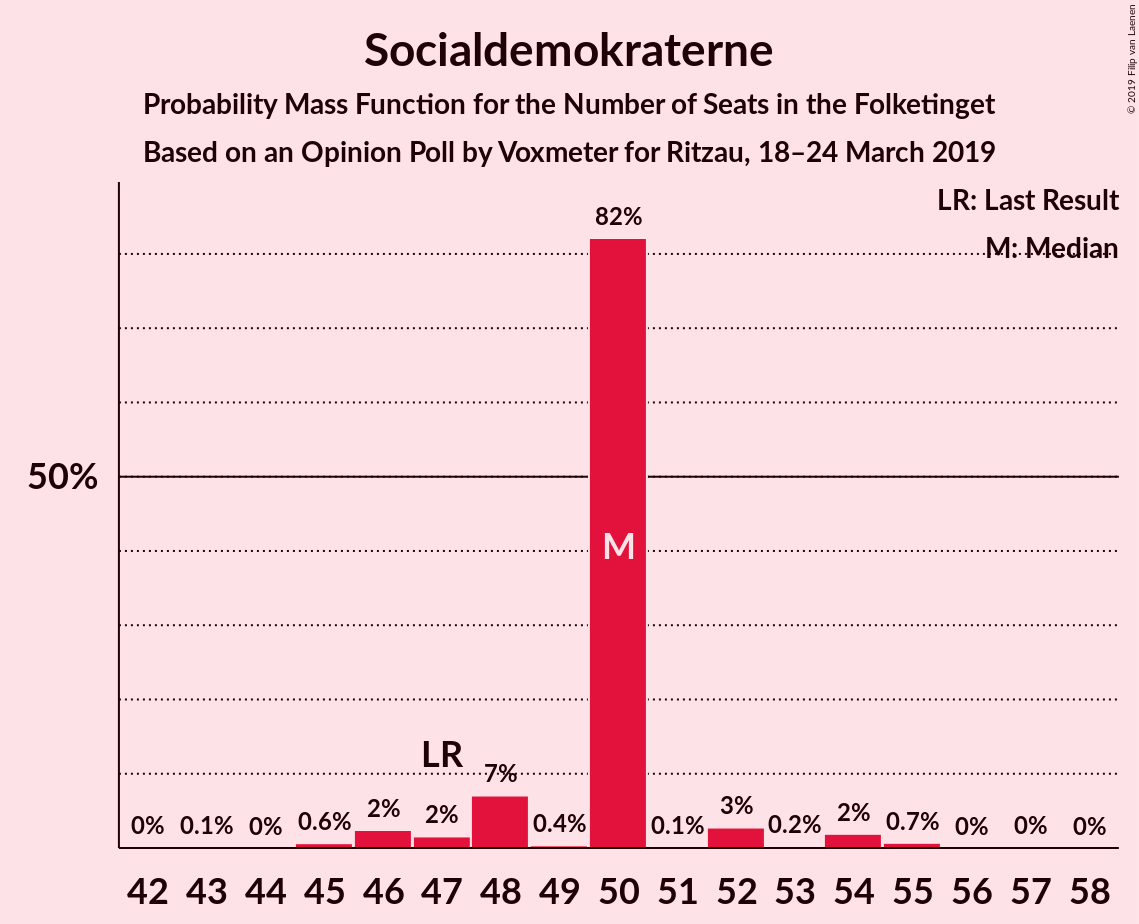 Socialdemokraterne
Probability Mass Function for the Number of Seats in the Folketinget
Based on an Opinion Poll by Voxmeter for Ritzau, 18–24 March 2019
© 2019 Filip van Laenen
LR: Last Result
M: Median
82%
50%
M
LR
7%
0% 0.1% 0% 0.6% 2% 2% 0.4% 0.1% 3% 0.2% 2% 0.7% 0% 0% 0%
42 43 44 45 46 47 48 49 50 51 52 53 54 55 56 57 58